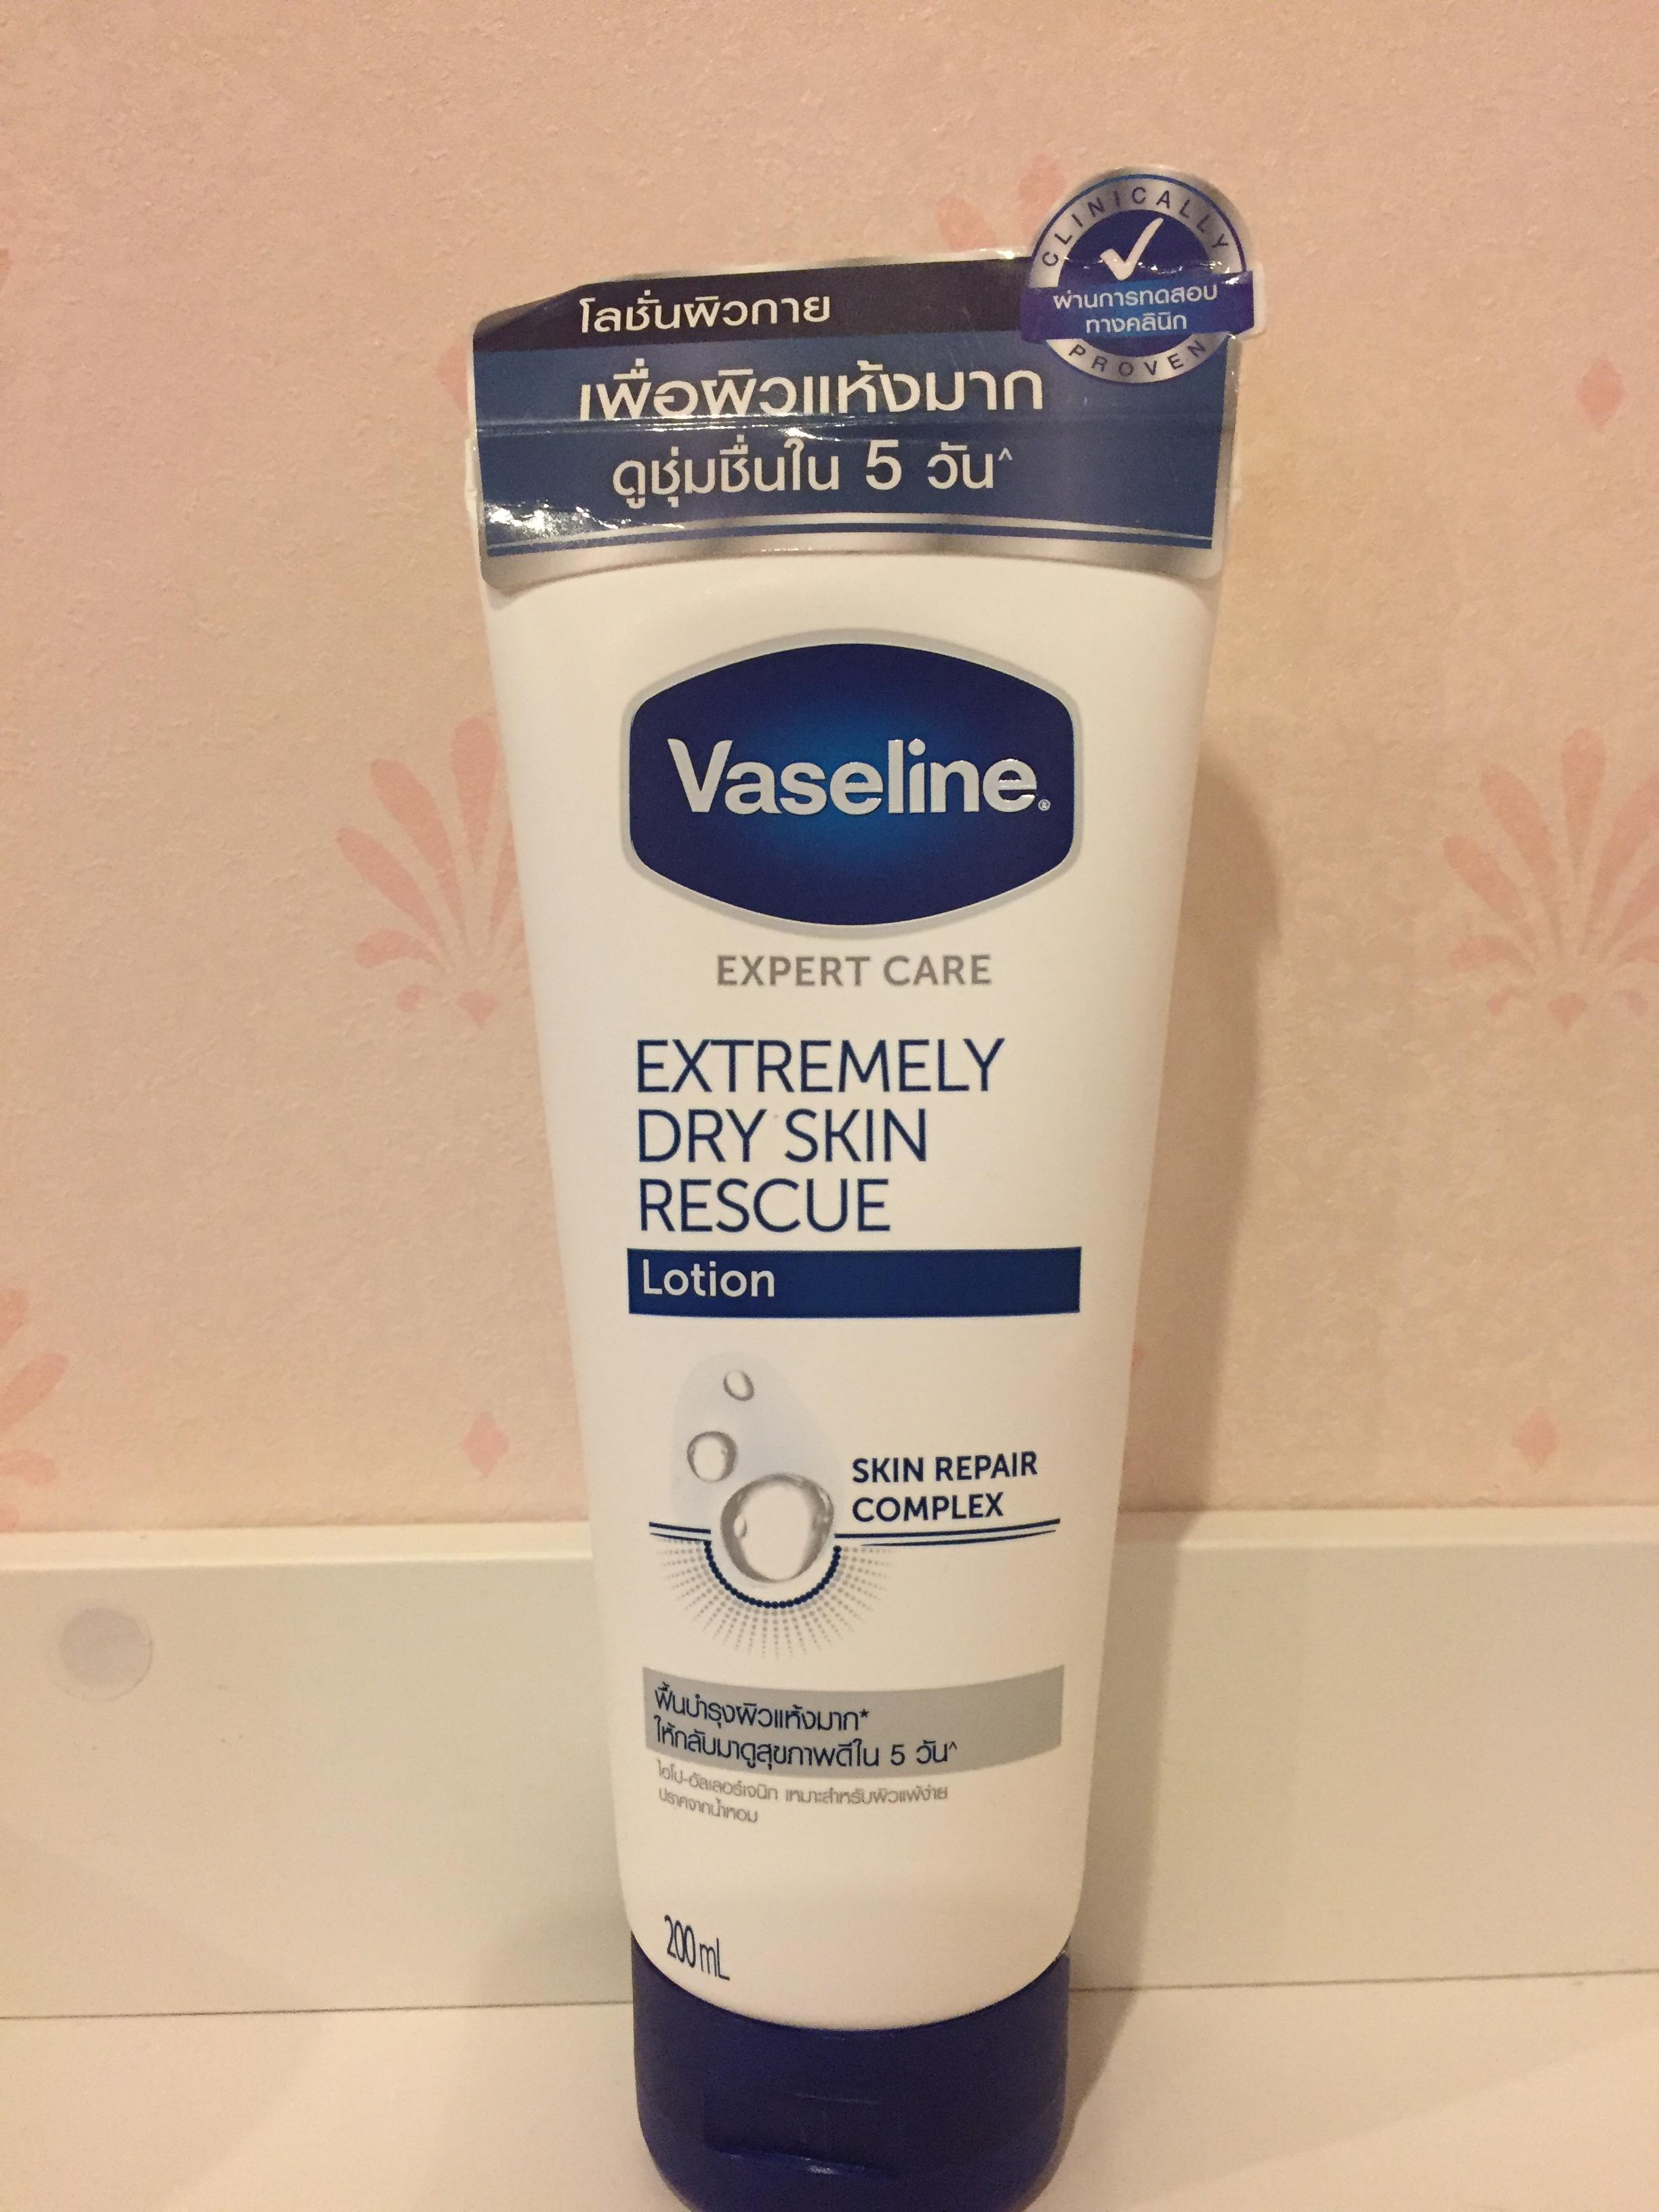 CLINICALLY
ผ่านการทดสอบ
ทางคลินิก
PROVEN
โลชั่นผิวกาย
เพื่อผิวแห้งมาก
ดูชุ่มชื่นใน 5 วัน^
Vaseline®
EXPERT CARE
EXTREMELY
DRY SKIN
RESCUE
Lotion
SKIN REPAIR
COMPLEX
ฟื้นบำรุงผิวแห้งมาก*
ให้กลับมาดูสุขภาพดีใน 5 วัน^
ไฮโป-อัลเลอร์เจนิก เหมาะสำหรับผิวแพ้ง่าย
ปราศจากน้ำหอม
200 mL